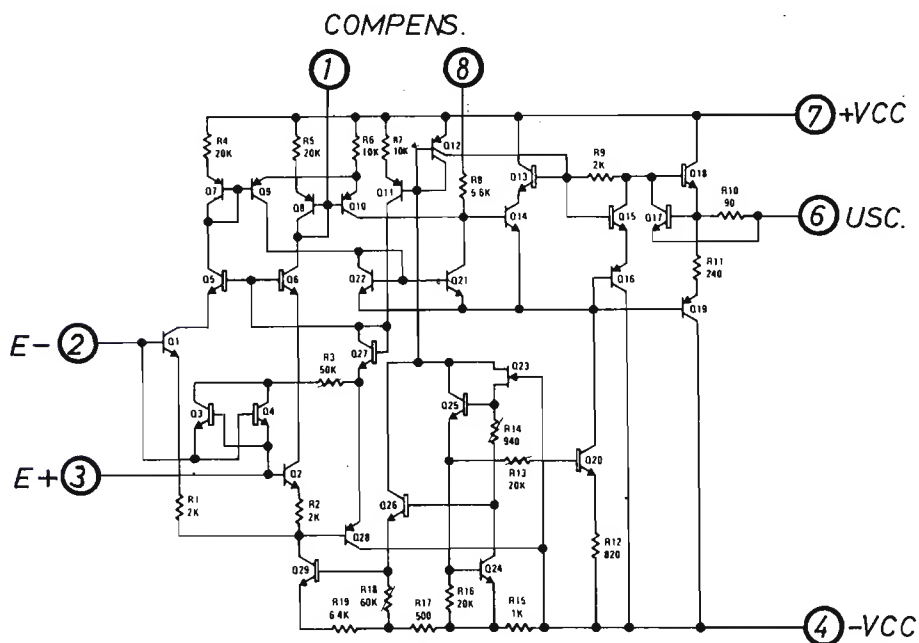 COMPENS.
1
8
7 +VCC
R4
20K
R5
20K
R6
10K
R7
10K
Q12
R9
2K
Q18
R8
5.6K
Q13
Q7
Q9
Q8
Q10
Q11
Q14
Q15
Q17
R10
90
6 USC.
Q5
Q6
Q22
Q21
Q16
R11
240
Q19
E- 2
Q1
Q27
R3
50K
Q23
Q3
Q4
Q25
R14
940
R13
20K
Q20
E+ 3
Q2
R1
2K
R2
2K
Q26
Q28
R12
820
Q29
R18
60K
Q24
R16
20K
R19
6.4K
R17
500
R15
1K
4 -VCC